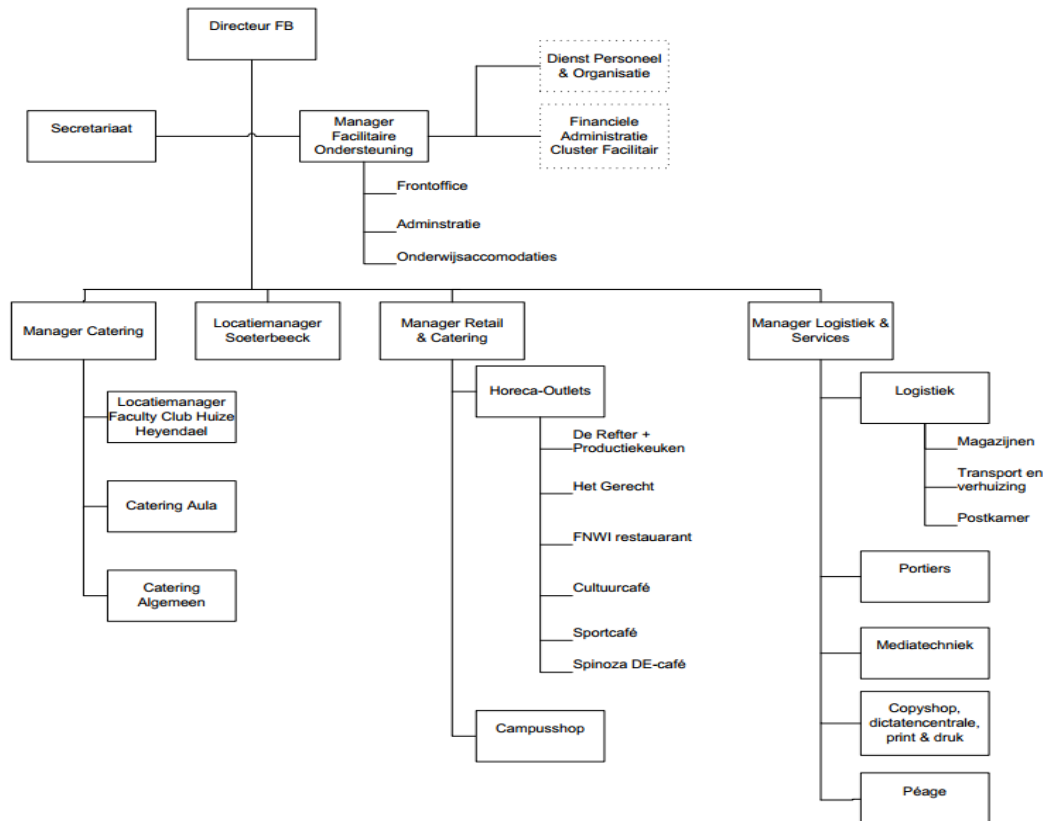 Directeur FB
Dienst Personeel
& Organisatie
Secretariaat
Manager
Facilitaire
Ondersteuning
Financiele
Administratie
Cluster Facilitair
Frontoffice
Adminstratie
Onderwijsaccomodaties
Manager Catering
Locatiemanager
Soeterbeeck
Manager Retail
& Catering
Manager Logistiek &
Services
Locatiemanager
Faculty Club Huize
Heyendael
Catering Aula
Catering
Algemeen
Horeca-Outlets
De Refter +
Productiekeuken
Het Gerecht
FNWI restauarant
Cultuurcafé
Sportcafé
Spinoza DE-café
Campusshop
Logistiek
Magazijnen
Transport en
verhuizing
Postkamer
Portiers
Mediatechniek
Copyshop,
dictatencentrale,
print & druk
Péage